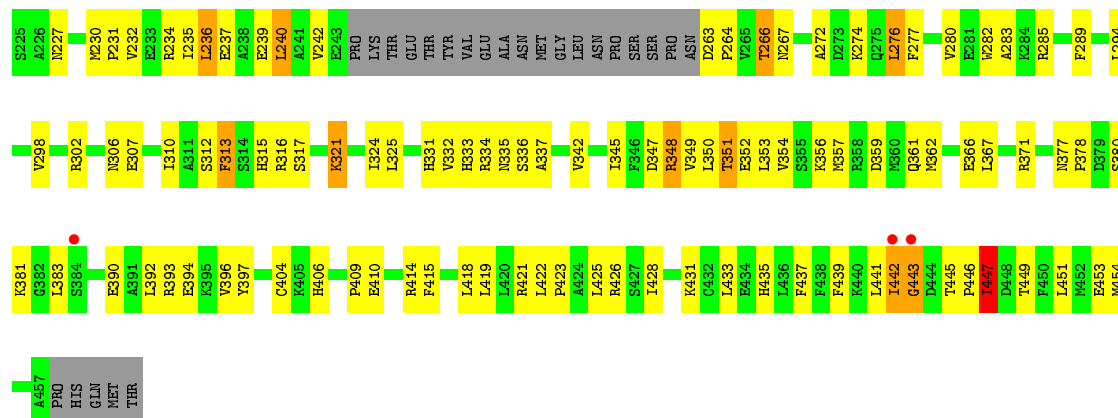 S225 A226 N227 M230 P231 V232 E233 R234 I235 L236 E237 A238 E239 L240 A241 V242 E243 PRO LYS THR GLU THR TYR VAL GLU ALA ASN MET GLY LEU ASN PRO SER SER PRO ASN D263 P264 V265 T266 N267 A272 D273 K274 Q275 L276 F277 V280 E281 W282 A283 K284 R285 F289
V298 R302 N306 E307 I310 A311 S312 F313 S314 H315 R316 S317 K321 I324 L325 H331 V332 H333 R334 N335 S336 A337 V342 I345 F346 D347 R348 V349 L350 T351 E352 L353 V354 S355 K356 M357 R358 D359 M360 Q361 M362 E366 L367 R371 N377 P378 D379 S380
K381 G382 L383 S384 E390 A391 L392 R393 E394 K395 V396 Y397 C404 K405 H406 P409 E410 R414 F415 L418 L419 L420 R421 L422 P423 A424 L425 R426 S427 I428 K431 C432 L433 E434 H435 L436 F437 F438 F439 K440 L441 I442 G443 D444 T445 P446 I447 D448 T449 F450 L451 M452 E453 M454
A457 PRO HIS GLN MET THR